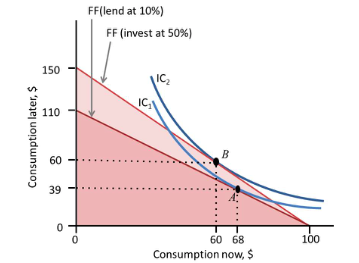 FF(lend at 10%)
FF (invest at 50%)
150
IC2
IC1
110
Consumption later, $
60
B
39
A
0
0
60 68
100
Consumption now, $